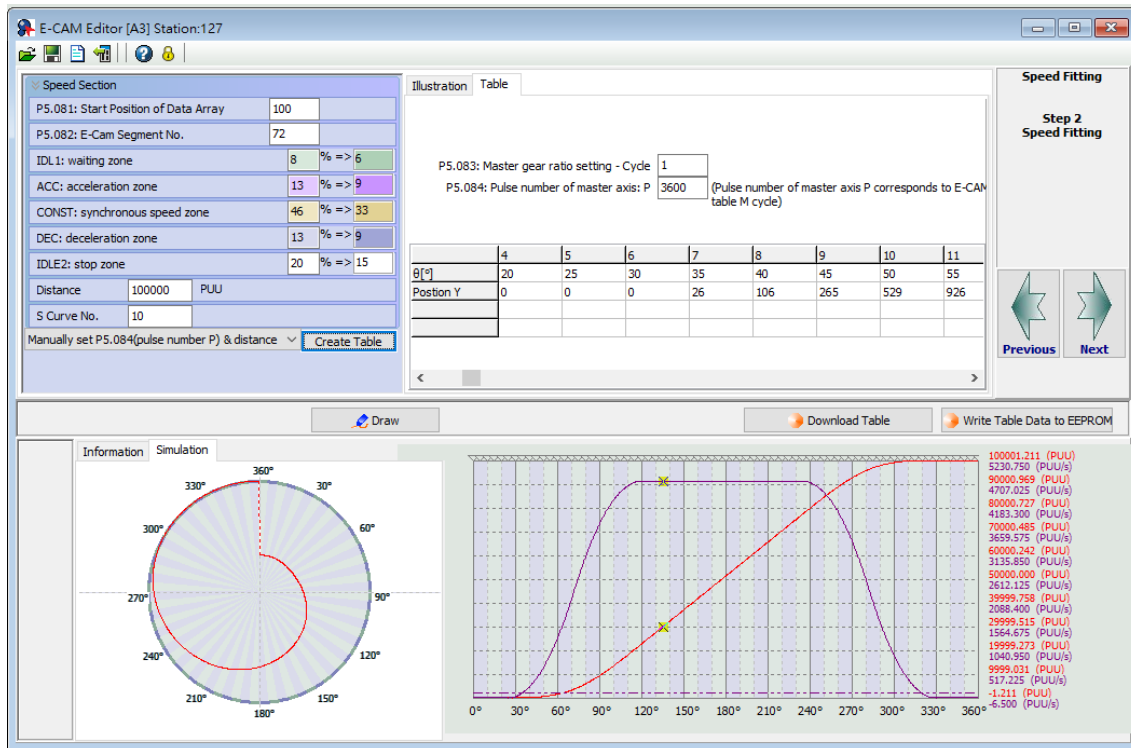 E-CAM Editor [A3] Station:127
Speed Section
P5.081: Start Position of Data Array 100
P5.082: E-Cam Segment No. 72
IDL1: waiting zone 8 % => 6
ACC: acceleration zone 13 % => 9
CONST: synchronous speed zone 46 % => 33
DEC: deceleration zone 13 % => 9
IDLE2: stop zone 20 % => 15
Distance 100000 PUU
S Curve No. 10
Manually set P5.084(pulse number P) & distance Create Table
Illustration Table
P5.083: Master gear ratio setting - Cycle 1
P5.084: Pulse number of master axis: P 3600 (Pulse number of master axis P corresponds to E-CAM
table M cycle)
4 5 6 7 8 9 10 11
θ[°] 20 25 30 35 40 45 50 55
Postion Y 0 0 0 26 106 265 529 926
Speed Fitting
Step 2
Speed Fitting
Previous Next
Draw Download Table Write Table Data to EEPROM
Information Simulation
360°
330° 30°
300° 60°
270° 90°
240° 120°
210° 150°
180°
100001.211 (PUU)
5230.750 (PUU/s)
90000.969 (PUU)
4707.025 (PUU/s)
80000.727 (PUU)
4183.300 (PUU/s)
70000.485 (PUU)
3659.575 (PUU/s)
60000.242 (PUU)
3135.850 (PUU/s)
50000.000 (PUU)
2612.125 (PUU/s)
39999.758 (PUU)
2088.400 (PUU/s)
29999.515 (PUU)
1564.675 (PUU/s)
19999.273 (PUU)
1040.950 (PUU/s)
9999.031 (PUU)
517.225 (PUU/s)
-1.211 (PUU)
-6.500 (PUU/s)
0° 30° 60° 90° 120° 150° 180° 210° 240° 270° 300° 330° 360°